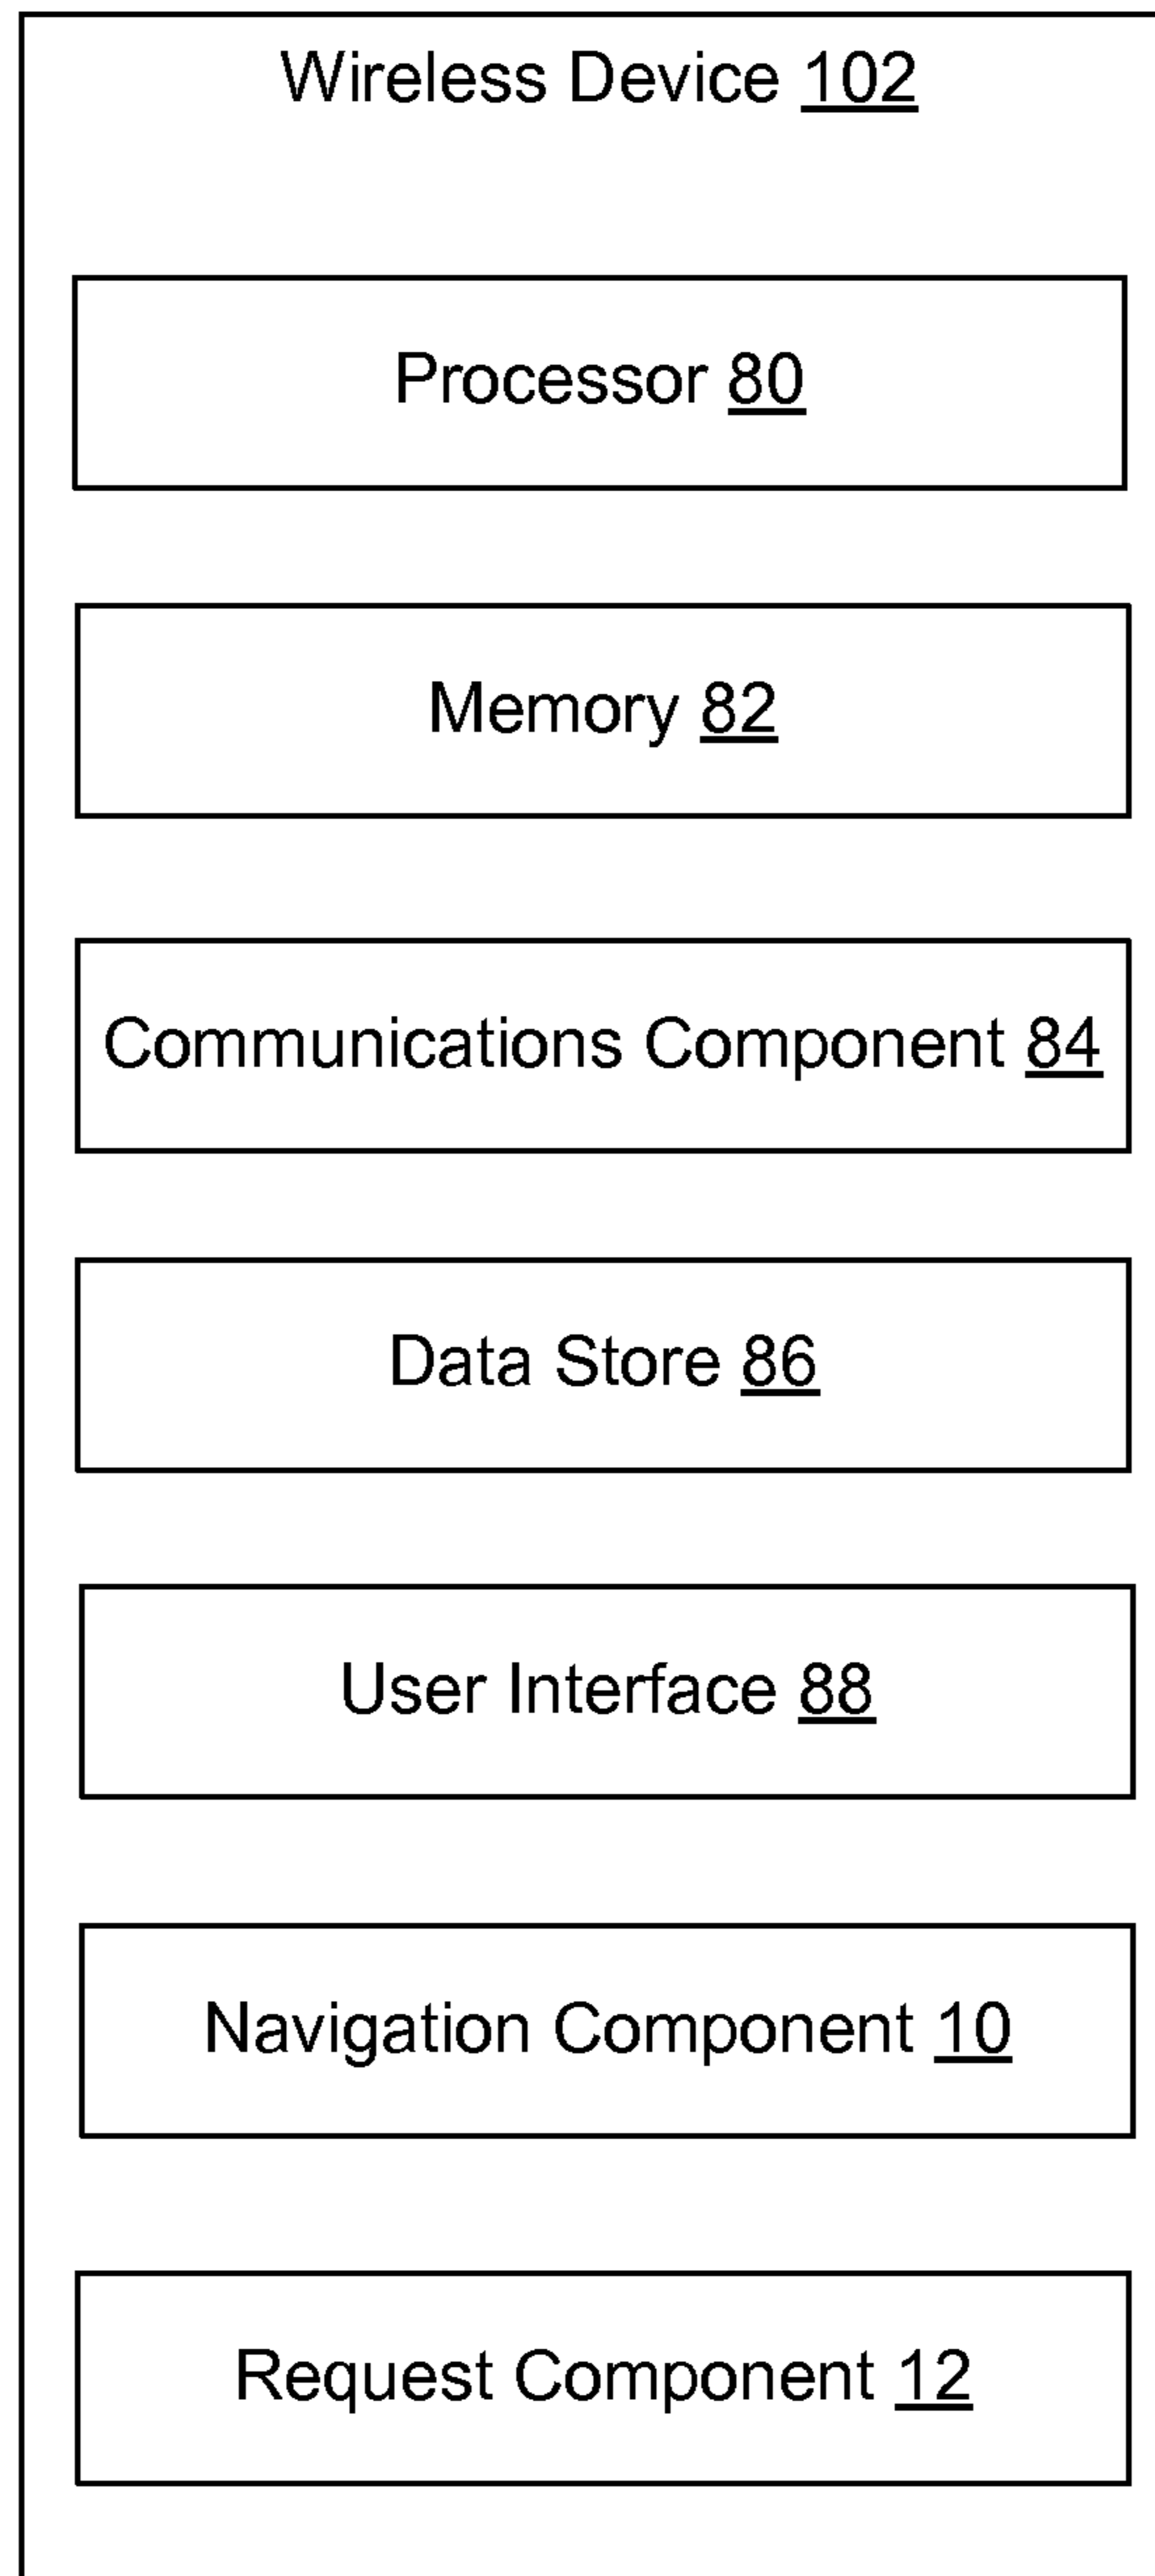 Wireless Device 102
Processor 80
Memory 82
Communications Component 84
Data Store 86
User Interface 88
Navigation Component 10
Request Component 12